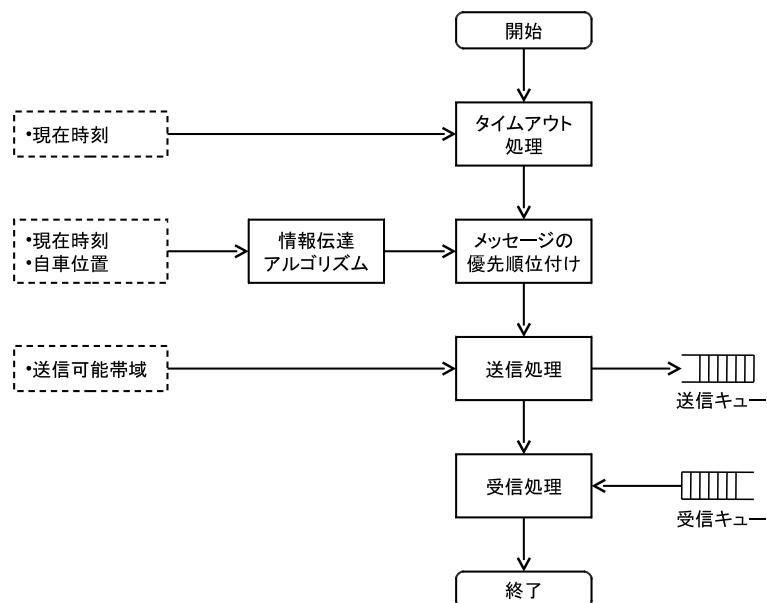 開始
•現在時刻
タイムアウト
処理
•現在時刻
•自車位置
情報伝達
アルゴリズム
メッセージの
優先順位付け
•送信可能帯域
送信処理
送信キュー
受信処理
受信キュー
終了